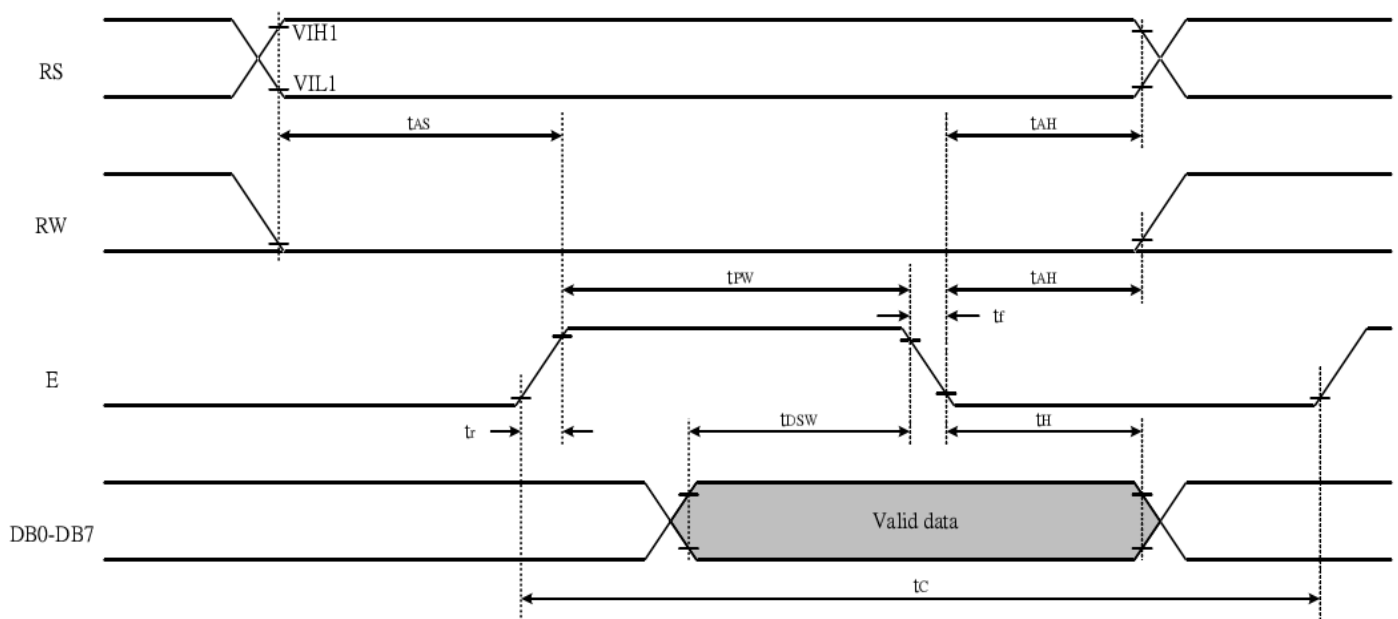 VIH1
RS
VIL1
tAS
tAH
RW
tPW
tAH
tf
E
tr
tDSW
tH
DB0-DB7
Valid data
tC